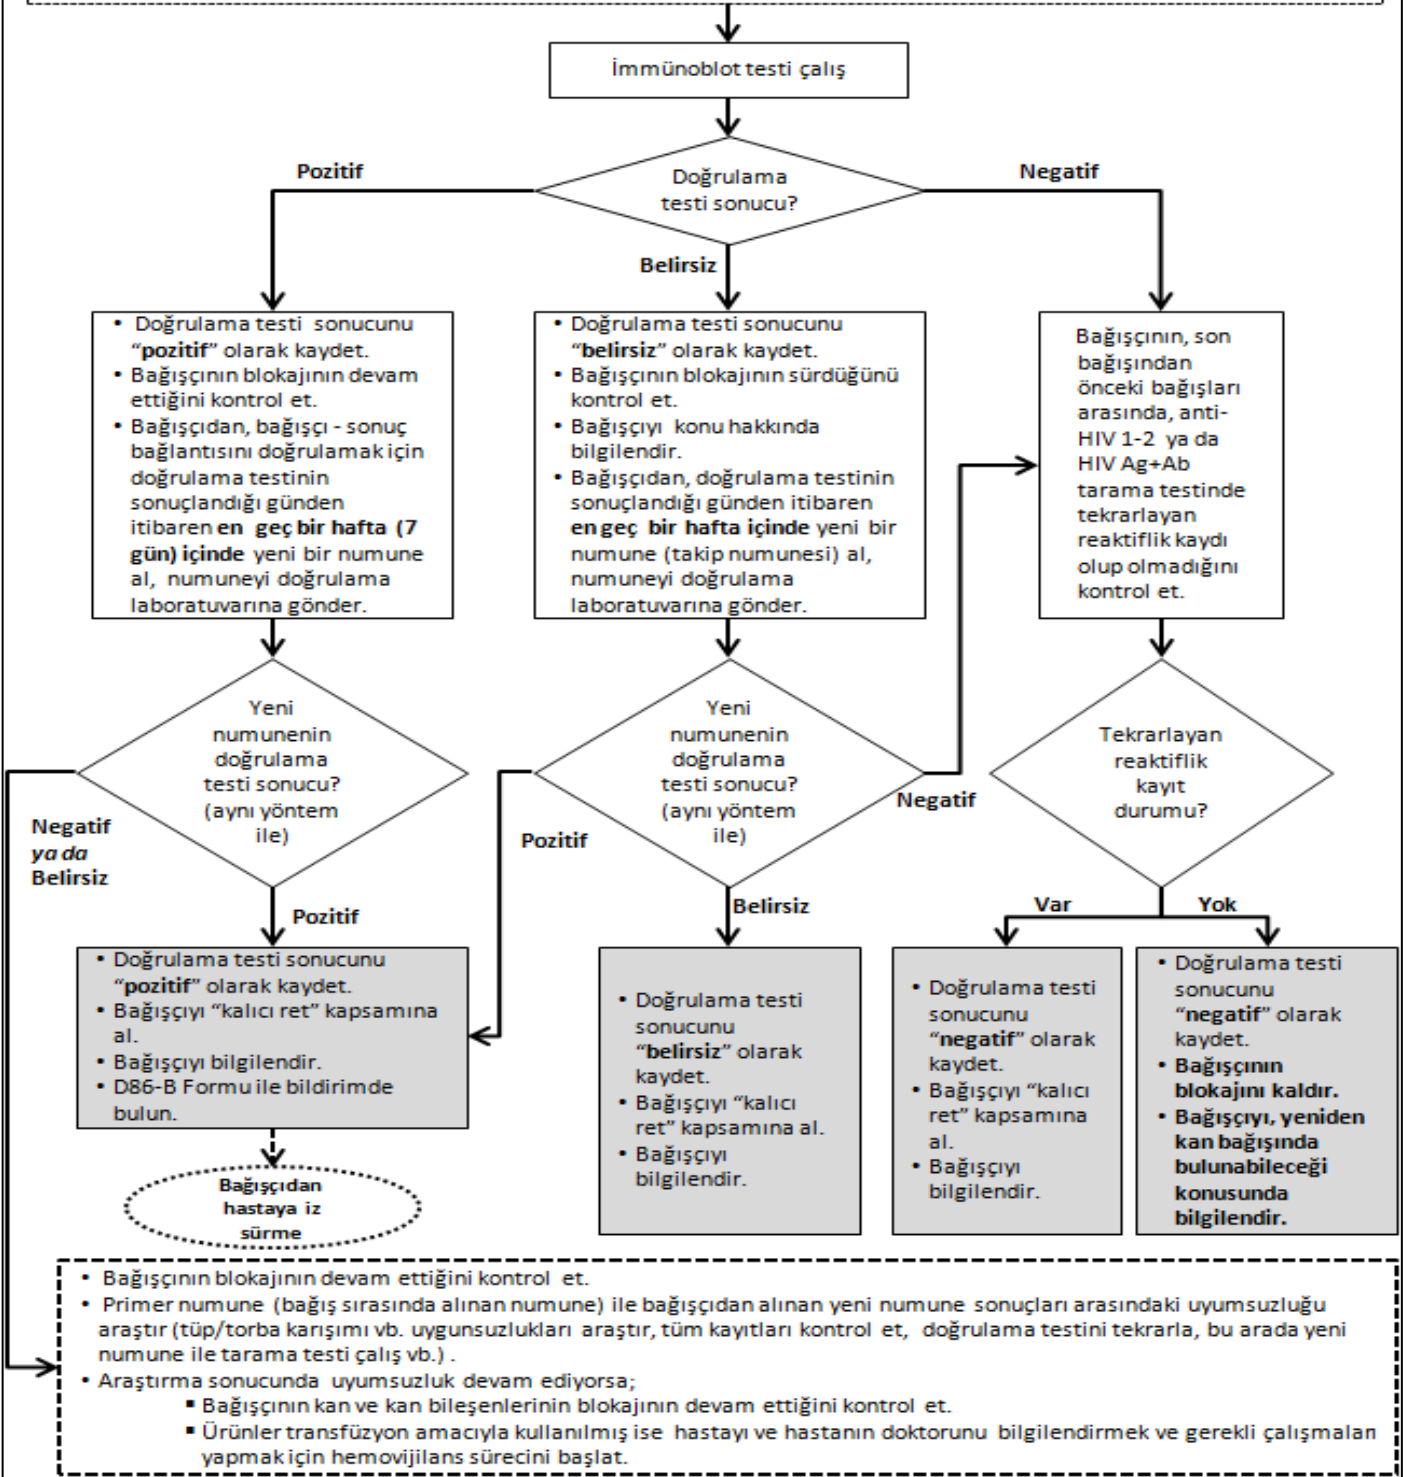 İmmünoblot testi çalış
Doğrulama
testi sonucu?
Pozitif
Negatif
Belirsiz
• Doğrulama testi sonucunu
“pozitif” olarak kaydet.
• Bağışçının blokajının devam
ettiğini kontrol et.
• Bağışçıdan, bağışçı - sonuç
bağlantısını doğrulamak için
doğrulama testinin
sonuçlandığı günden
itibaren en geç bir hafta (7
gün) içinde yeni bir numune
al, numuneyi doğrulama
laboratuvarına gönder.
• Doğrulama testi sonucunu
“belirsiz” olarak kaydet.
• Bağışçının blokajının sürdüğünü
kontrol et.
• Bağışçıyı konu hakkında
bilgilendir.
• Bağışçıdan, doğrulama testinin
sonuçlandığı günden itibaren
en geç bir hafta içinde yeni bir
numune (takip numunesi) al,
numuneyi doğrulama
laboratuvarına gönder.
Bağışçının, son
bağışından
önceki bağışları
arasında, anti-
HIV 1-2 ya da
HIV Ag+Ab
tarama testinde
tekrarlayan
reaktiflik kaydı
olup olmadığını
kontrol et.
Yeni
numunenin
doğrulama
testi sonucu?
(aynı yöntem
ile)
Negatif
ya da
Belirsiz
Pozitif
Yeni
numunenin
doğrulama
testi sonucu?
(aynı yöntem
ile)
Pozitif
Negatif
Belirsiz
Tekrarlayan
reaktiflik
kayıt
durumu?
Var
Yok
• Doğrulama testi sonucunu
“pozitif” olarak kaydet.
• Bağışçıyı “kalıcı ret” kapsamına
al.
• Bağışçıyı bilgilendir.
• D86-B Formu ile bildirimde
bulun.
• Doğrulama testi
sonucunu
“belirsiz” olarak
kaydet.
• Bağışçıyı “kalıcı
ret” kapsamına al.
• Bağışçıyı
bilgilendir.
• Doğrulama testi
sonucunu
“negatif” olarak
kaydet.
• Bağışçıyı “kalıcı
ret” kapsamına
al.
• Bağışçıyı
bilgilendir.
• Doğrulama testi
sonucunu
“negatif” olarak
kaydet.
• Bağışçının
blokajını kaldır.
• Bağışçıyı, yeniden
kan bağışında
bulunabileceği
konusunda
bilgilendir.
Bağışçıdan
hastaya iz
sürme
• Bağışçının blokajının devam ettiğini kontrol et.
• Primer numune (bağış sırasında alınan numune) ile bağışçıdan alınan yeni numune sonuçları arasındaki uyumsuzluğu
araştır (tüp/torba karışımı vb. uygunsuzlukları araştır, tüm kayıtları kontrol et, doğrulama testini tekrarla, bu arada yeni
numune ile tarama testi çalış vb.) .
• Araştırma sonucunda uyumsuzluk devam ediyorsa;
▪ Bağışçının kan ve kan bileşenlerinin blokajının devam ettiğini kontrol et.
▪ Ürünler transfüzyon amacıyla kullanılmış ise hastayı ve hastanın doktorunu bilgilendirmek ve gerekli çalışmaları
yapmak için hemovijilans sürecini başlat.